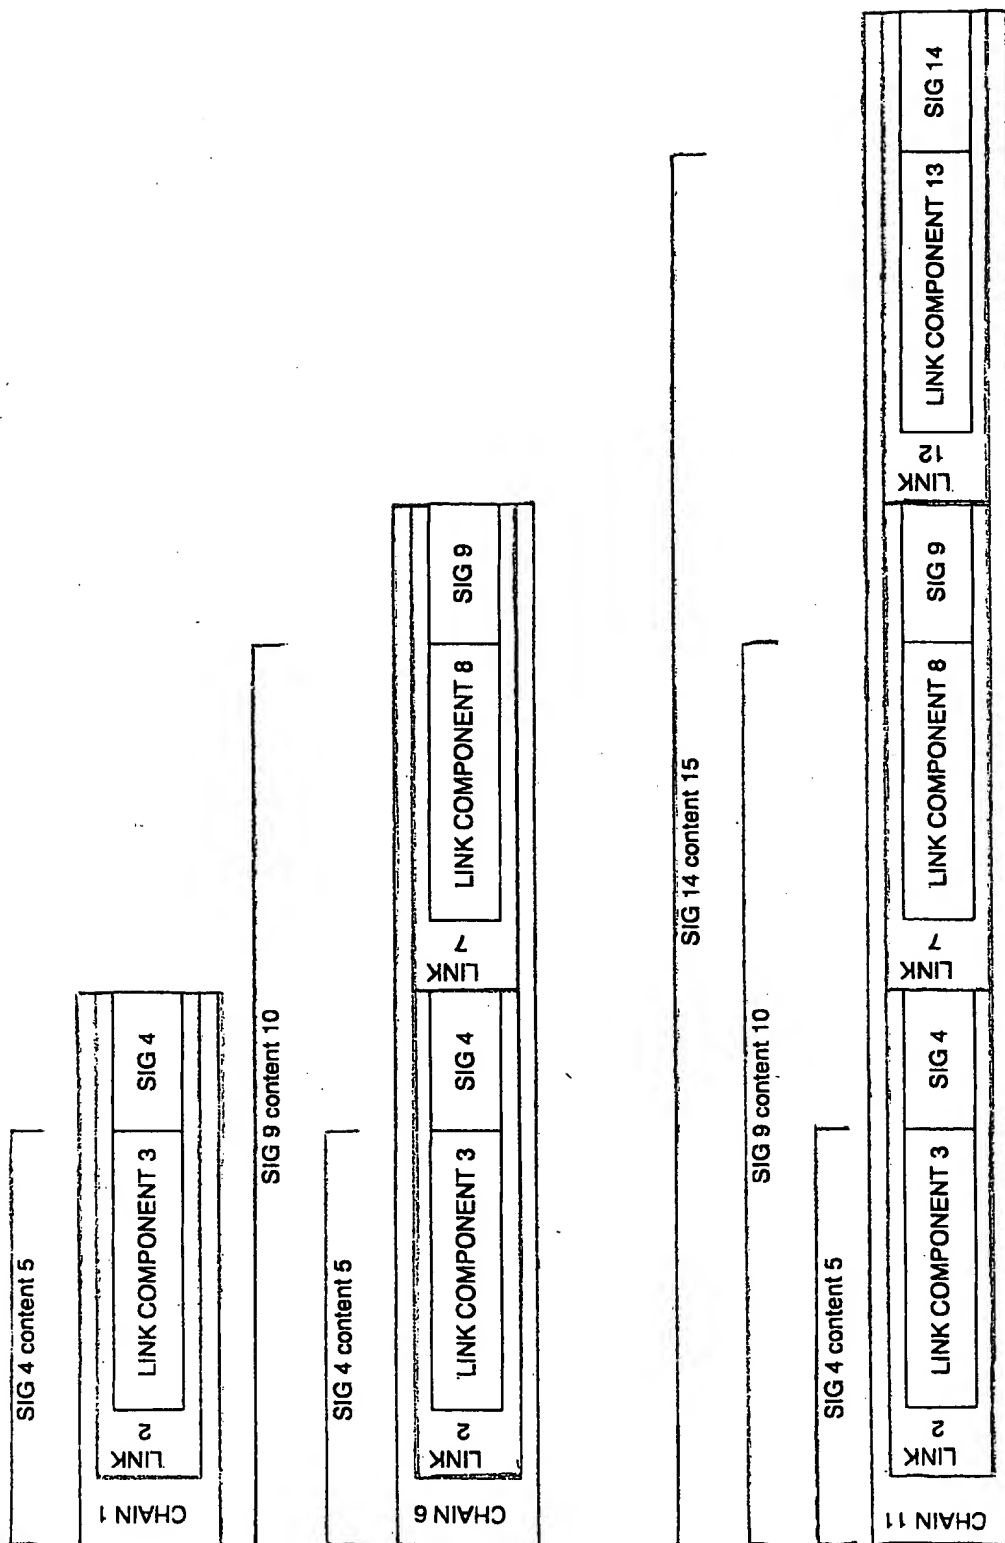 SIG 4 content 5
CHAIN 1
LINK 2
LINK COMPONENT 3
SIG 4
SIG 9 content 10
SIG 4 content 5
CHAIN 6
LINK 2
LINK COMPONENT 3
SIG 4
LINK 7
LINK COMPONENT 8
SIG 9
SIG 14 content 15
SIG 9 content 10
SIG 4 content 5
CHAIN 11
LINK 2
LINK COMPONENT 3
SIG 4
LINK 7
LINK COMPONENT 8
SIG 9
LINK 12
LINK COMPONENT 13
SIG 14